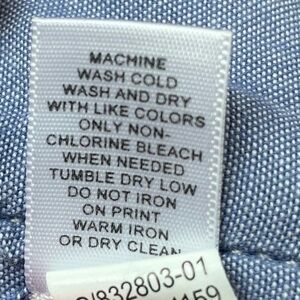 MACHINE
WASH COLD
WASH AND DRY
WITH LIKE COLORS
ONLY NON-
CHLORINE BLEACH
WHEN NEEDED
TUMBLE DRY LOW
DO NOT IRON
ON PRINT
WARM IRON
OR DRY CLEAN
/832803-01
159